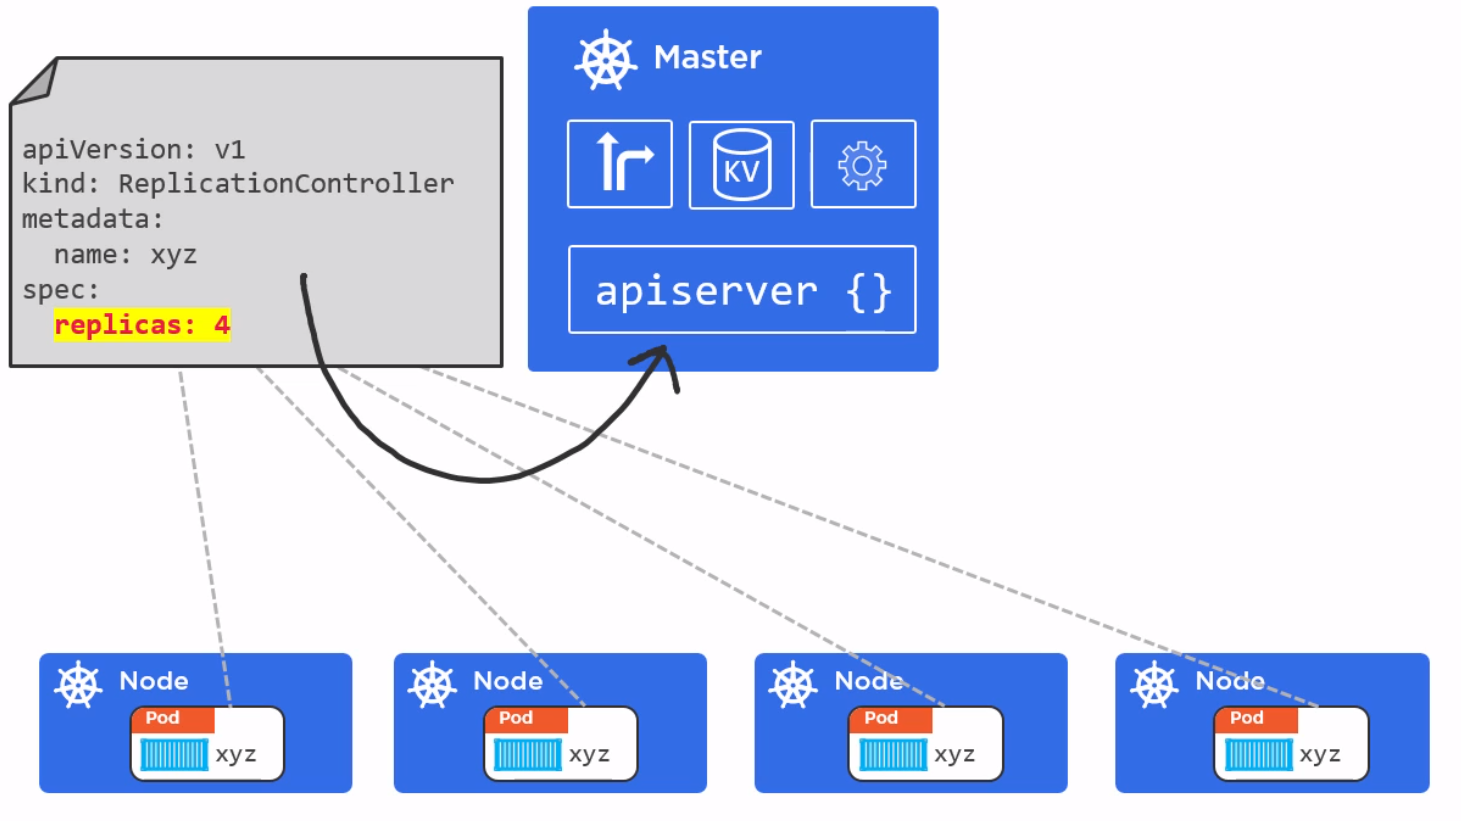 apiVersion: v1
kind: ReplicationController
metadata:
  name: xyz
spec:
  replicas: 4
Master
KV
apiserver {}
Node
Pod
xyz
Node
Pod
xyz
Node
Pod
xyz
Node
Pod
xyz